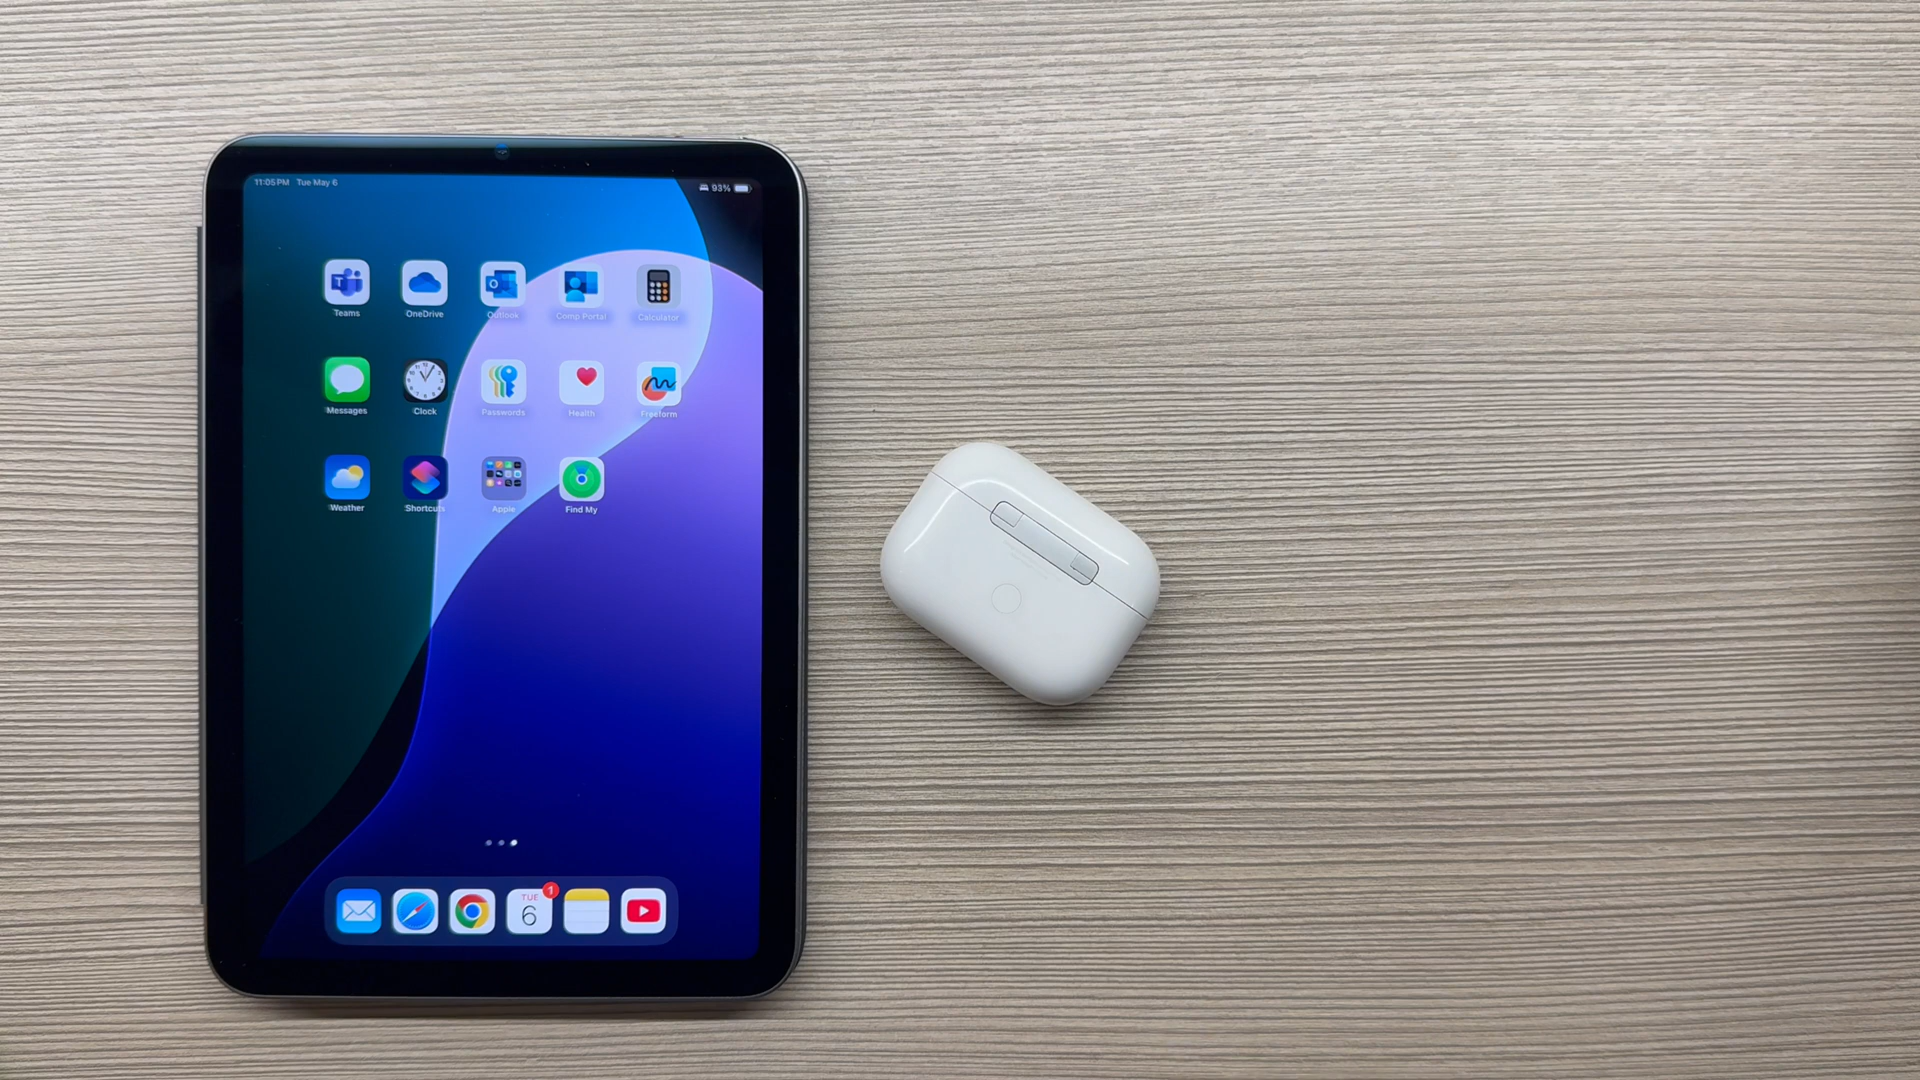 11:05 PM Tue May 6
93%
Teams OneDrive Outlook Comp Portal Calculator
Messages Clock Passwords Health Freeform
Weather Shortcuts Apple Find My
1
TUE
6